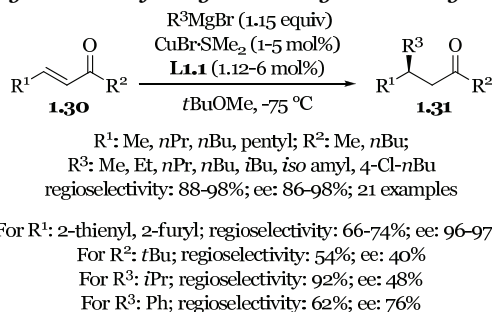 R³MgBr (1.15 equiv)
CuBr·SMe₂ (1-5 mol%)
L1.1 (1.12-6 mol%)
tBuOMe, -75 ºC
R¹ O R² 1.30
R³ R¹ O R² 1.31
R¹: Me, nPr, nBu, pentyl; R²: Me, nBu;
R³: Me, Et, nPr, nBu, iBu, iso amyl, 4-Cl-nBu
regioselectivity: 88-98%; ee: 86-98%; 21 examples
For R¹: 2-thienyl, 2-furyl; regioselectivity: 66-74%; ee: 96-97
For R²: tBu; regioselectivity: 54%; ee: 40%
For R³: iPr; regioselectivity: 92%; ee: 48%
For R³: Ph; regioselectivity: 62%; ee: 76%